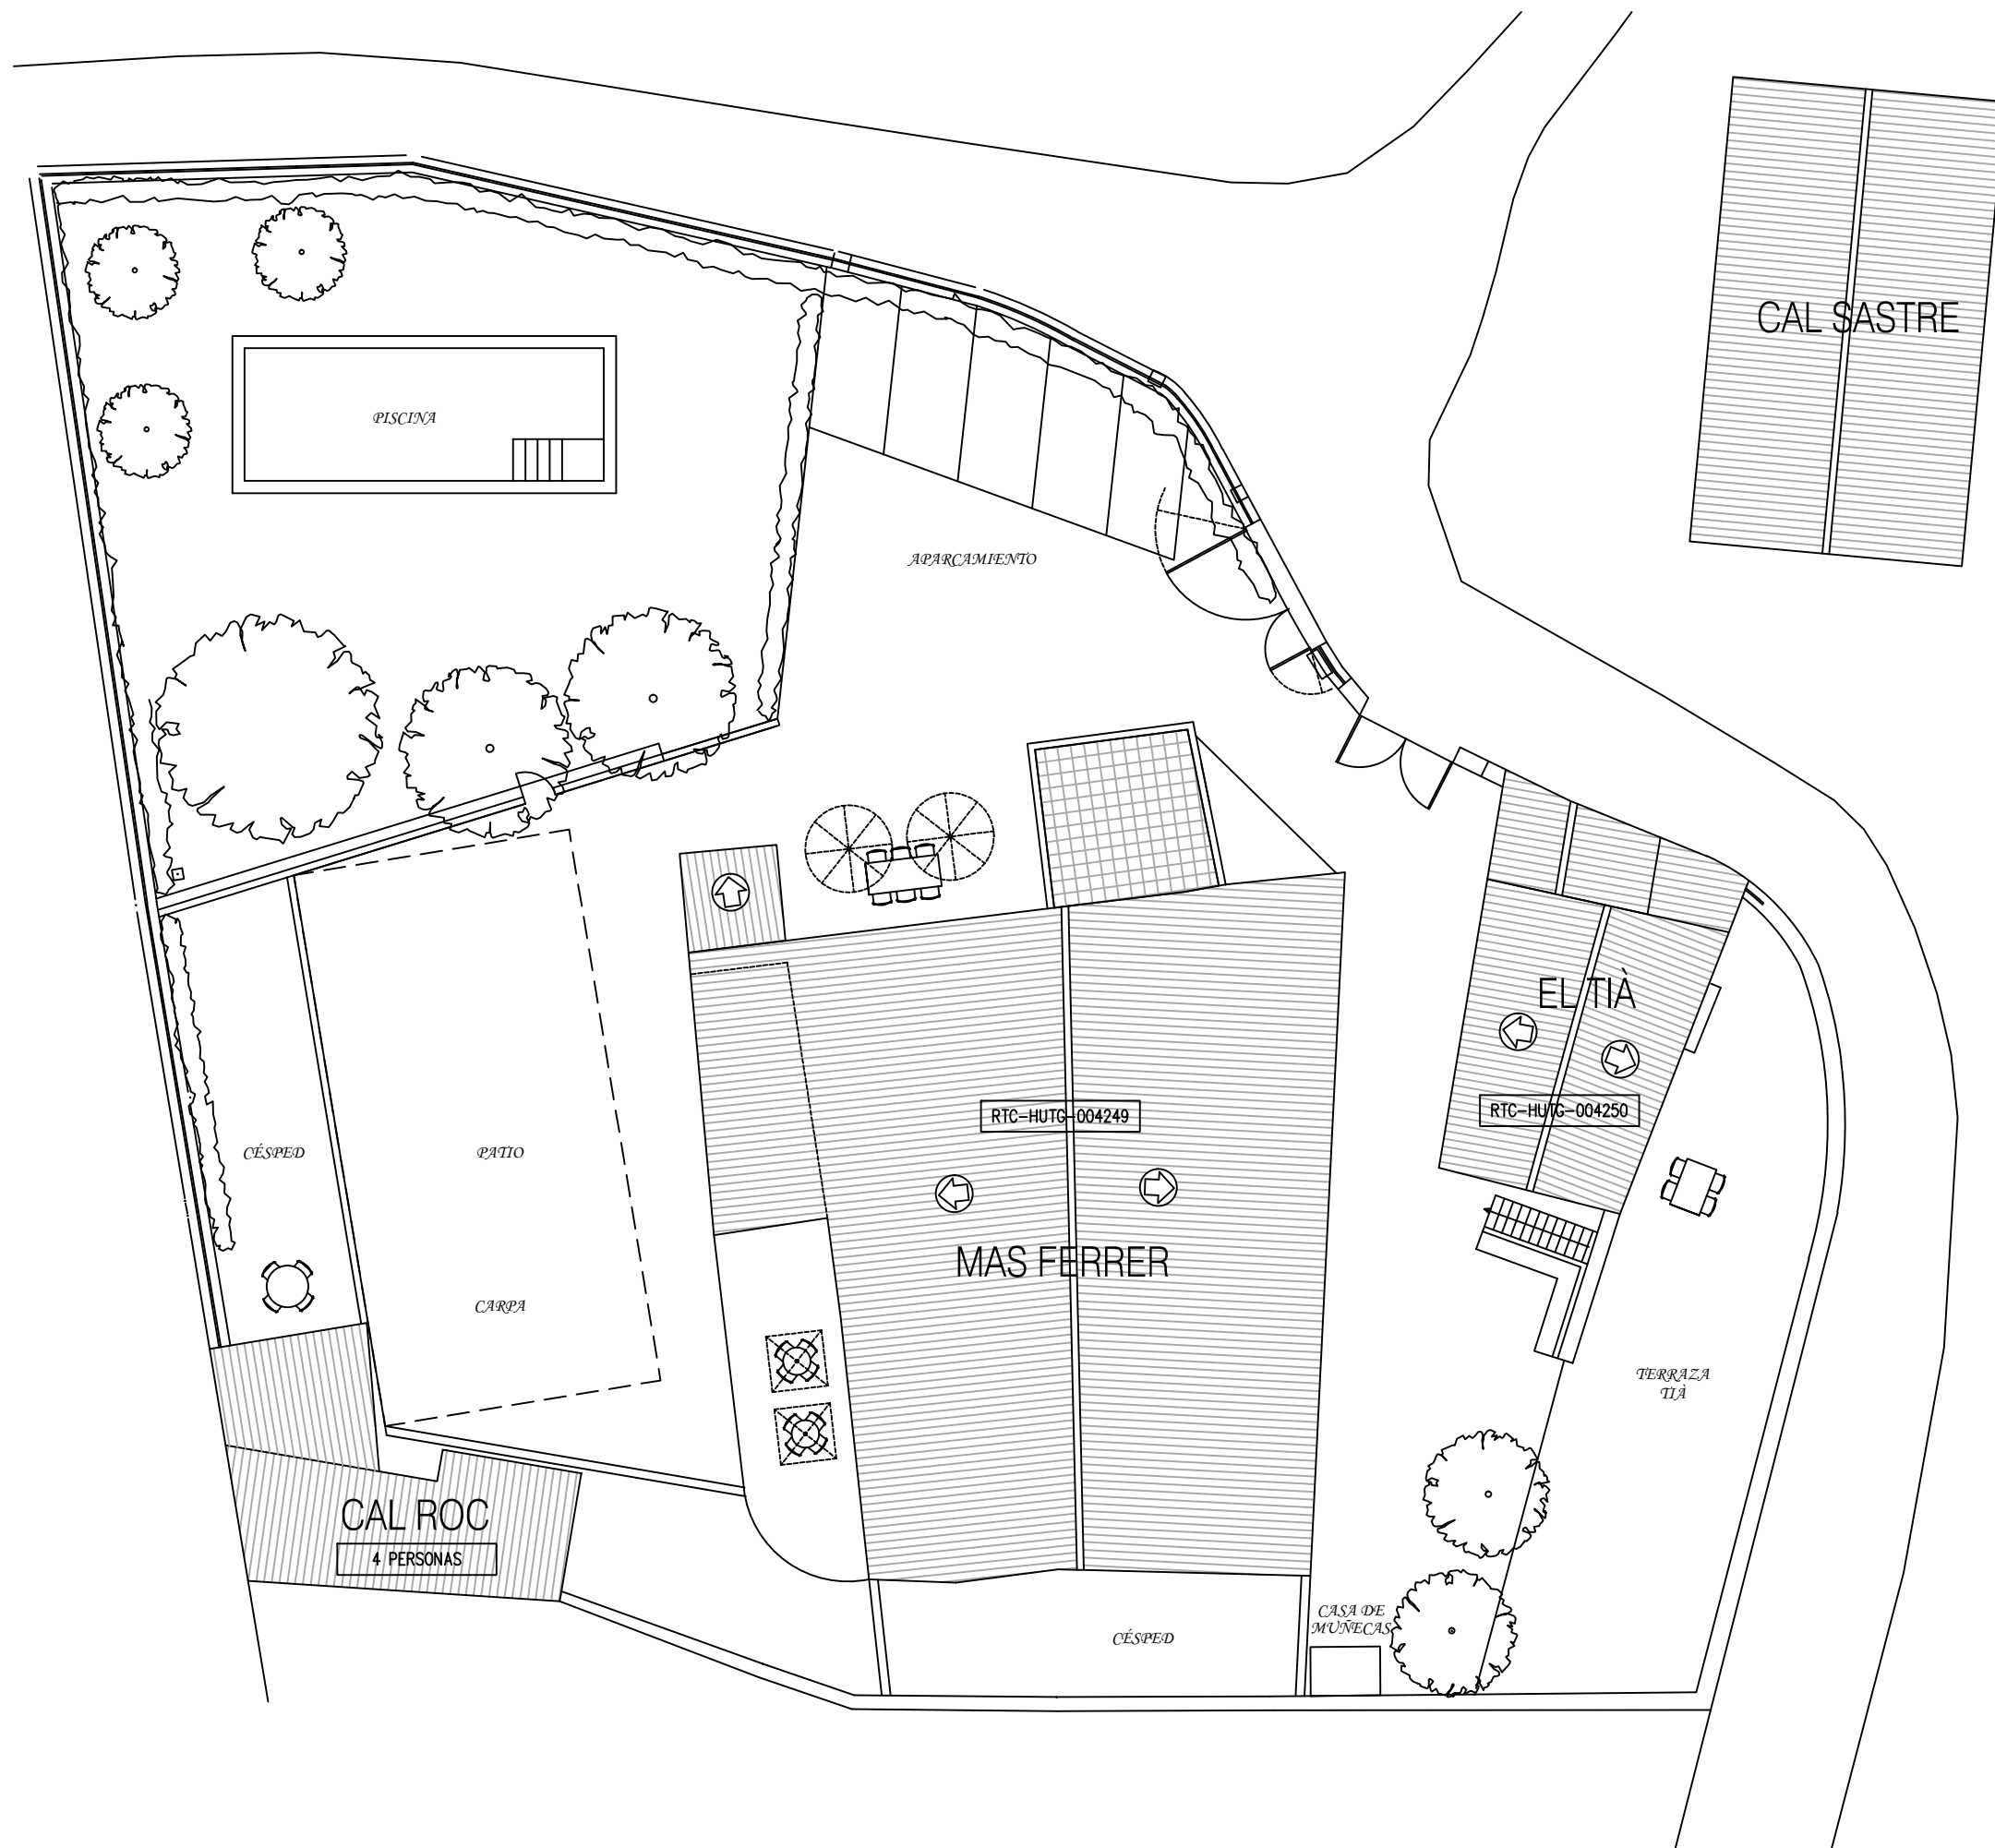 CAL SASTRE
PISCINA
APARCAMIENTO
EL TIÀ
RTC-HUTG-004249
RTC-HUTG-004250
CÉSPED
PATIO
MAS FERRER
CARPA
TERRAZA
TIÀ
CAL ROC
4 PERSONAS
CASA DE
MUÑECAS
CÉSPED